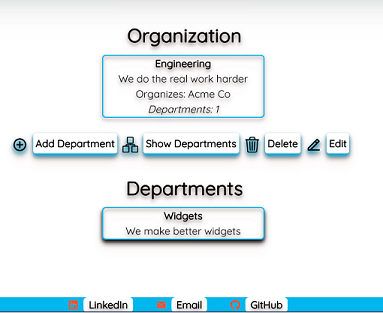 Organization
Engineering
We do the real work harder
Organizes: Acme Co
Departments: 1
Add Department Show Departments Delete Edit
Departments
Widgets
We make better widgets
LinkedIn Email GitHub